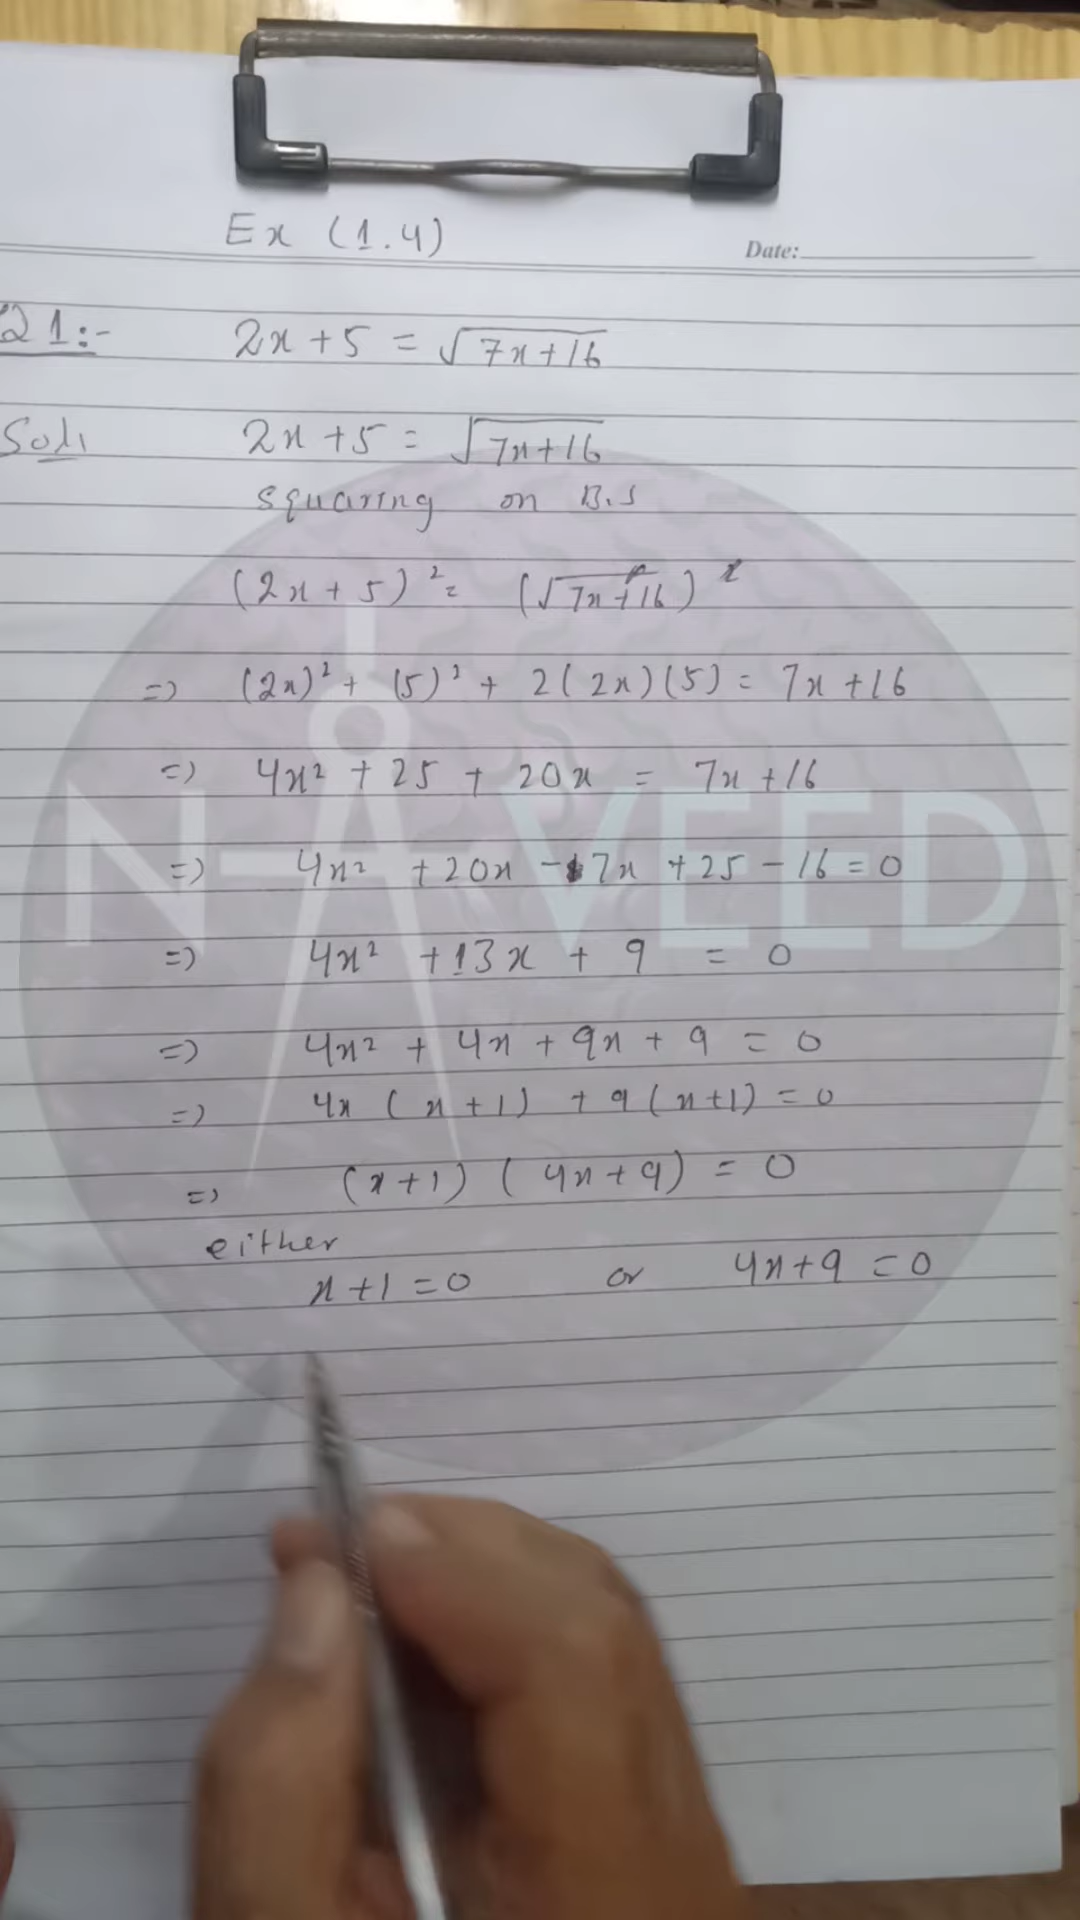 Ex (1.4)
Date:
Q1:- 2x+5 = √7x+16
Sol: 2x+5 = √7x+16
squaring on B.S
(2x+5)² = (√7x+16)²
=> (2x)² + (5)² + 2(2x)(5) = 7x+16
=> 4x² + 25 + 20x = 7x+16
=> 4x² +20x -7x +25-16=0
=> 4x² +13x + 9 = 0
=> 4x² + 4x + 9x + 9 = 0
=> 4x (x+1) + 9(x+1) = 0
=> (x+1) (4x+9) = 0
either
x+1=0 or 4x+9=0
NAVEED